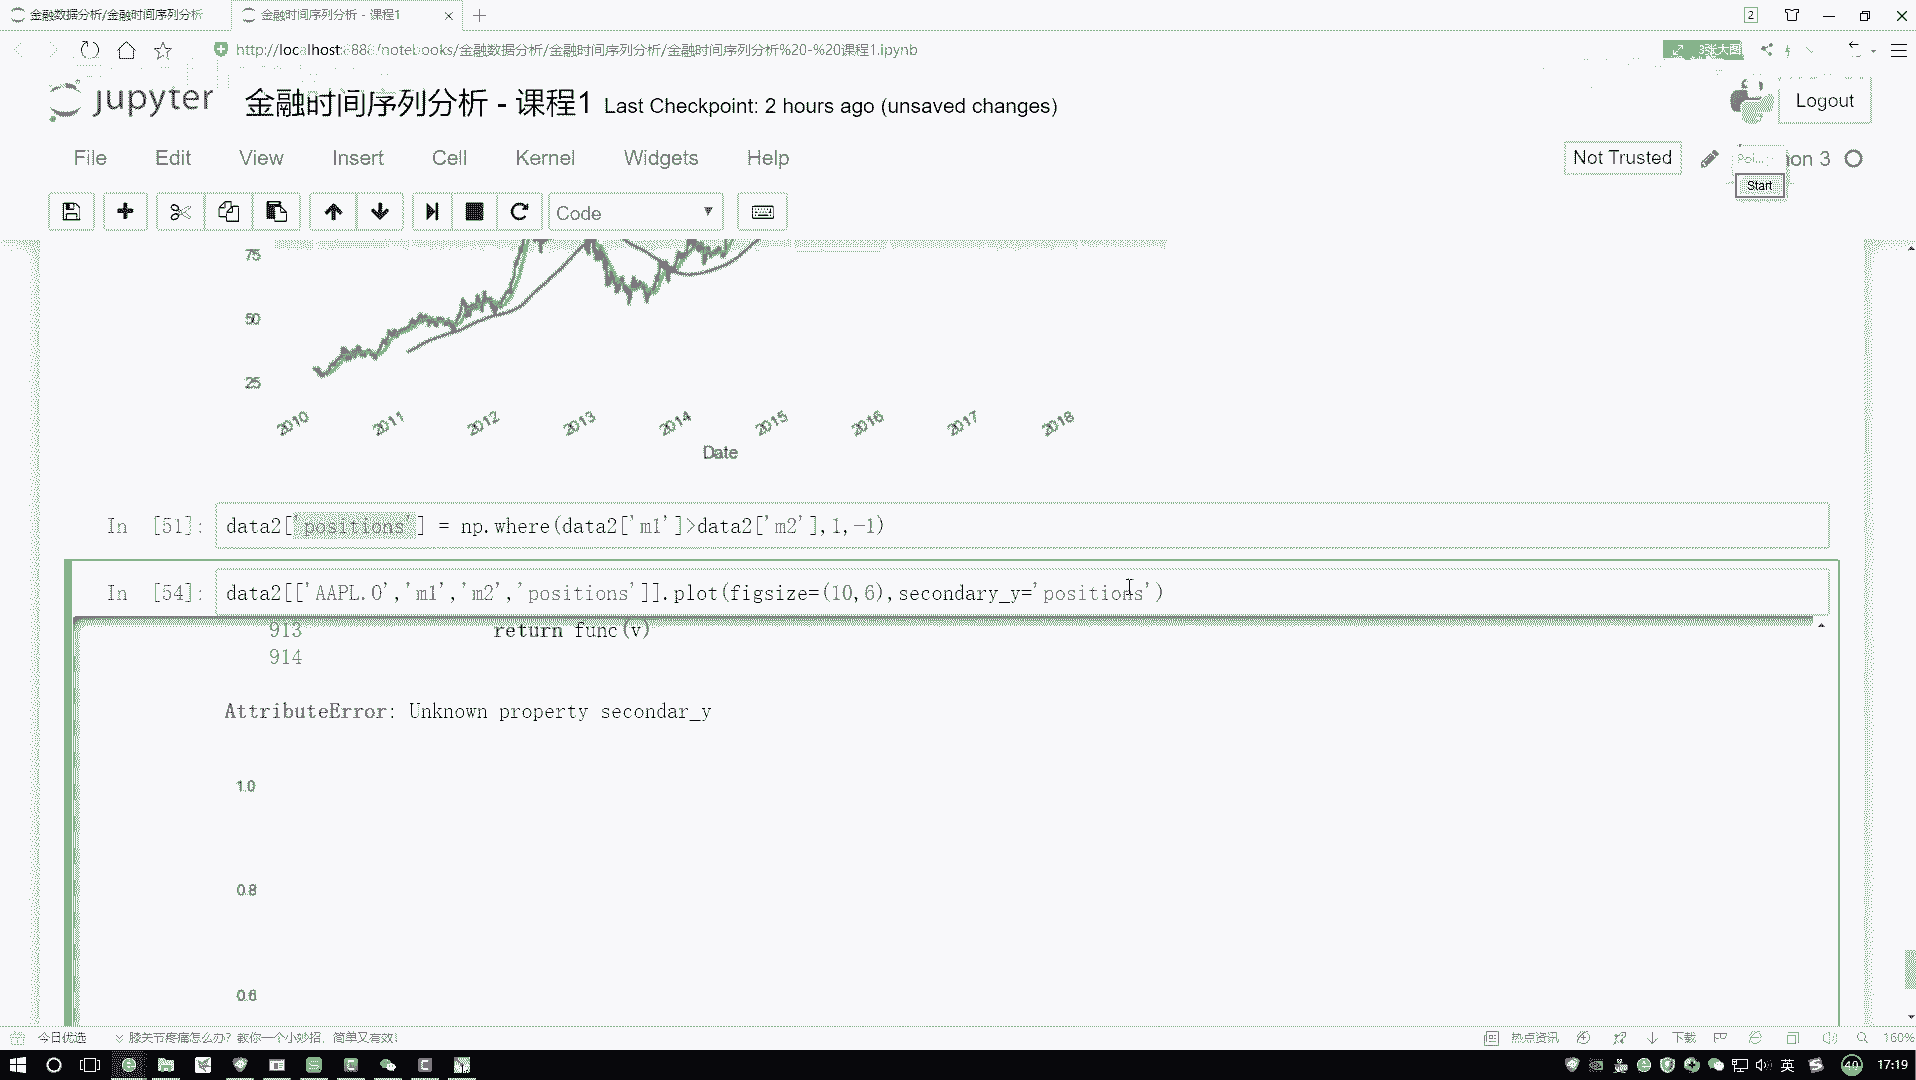 金融数据分析/金融时间序列分析
金融时间序列分析 - 课程1
2
http://localhost:888/notebooks/金融数据分析/金融时间序列分析/金融时间序列分析%20-%20课程1.ipynb
3张大图
jupyter
金融时间序列分析 - 课程1 Last Checkpoint: 2 hours ago (unsaved changes)
Logout
File Edit View Insert Cell Kernel Widgets Help
Not Trusted
on 3
Start
Code
75
50
25
2010 2011 2012 2013 2014 2015 2016 2017 2018
Date
In [51]: data2['positions'] = np.where(data2['m1']>data2['m2'],1,-1)
In [54]: data2[['AAPL.O','m1','m2','positions']].plot(figsize=(10,6),secondary_y='positions')
913 return func(v)
914
AttributeError: Unknown property secondar_y
1.0
0.8
0.6
今日优选
膝关节疼痛怎么办？教你一个小妙招，简单又有效！
热点资讯
下载
160%
英
40
17:19